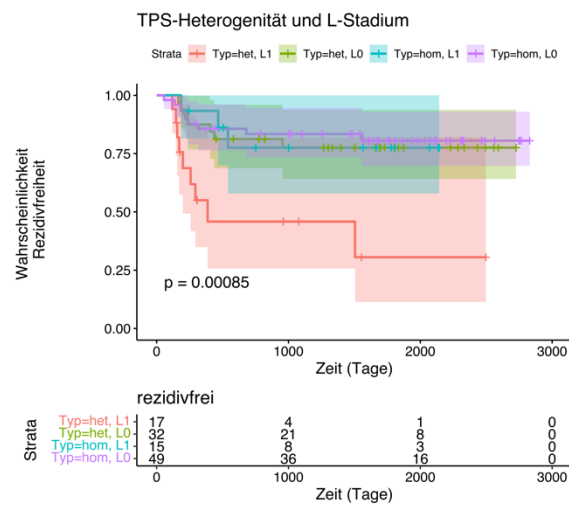 TPS-Heterogenität und L-Stadium
Strata Typ=het, L1 Typ=het, L0 Typ=hom, L1 Typ=hom, L0
Wahrscheinlichkeit
Rezidivfreiheit
1.00
0.75
0.50
0.25
0.00
p = 0.00085
0 1000 2000 3000
Zeit (Tage)
rezidivfrei
Strata
Typ=het, L1 17 4 1 0
Typ=het, L0 32 21 8 0
Typ=hom, L1 15 8 3 0
Typ=hom, L0 49 36 16 0
0 1000 2000 3000
Zeit (Tage)